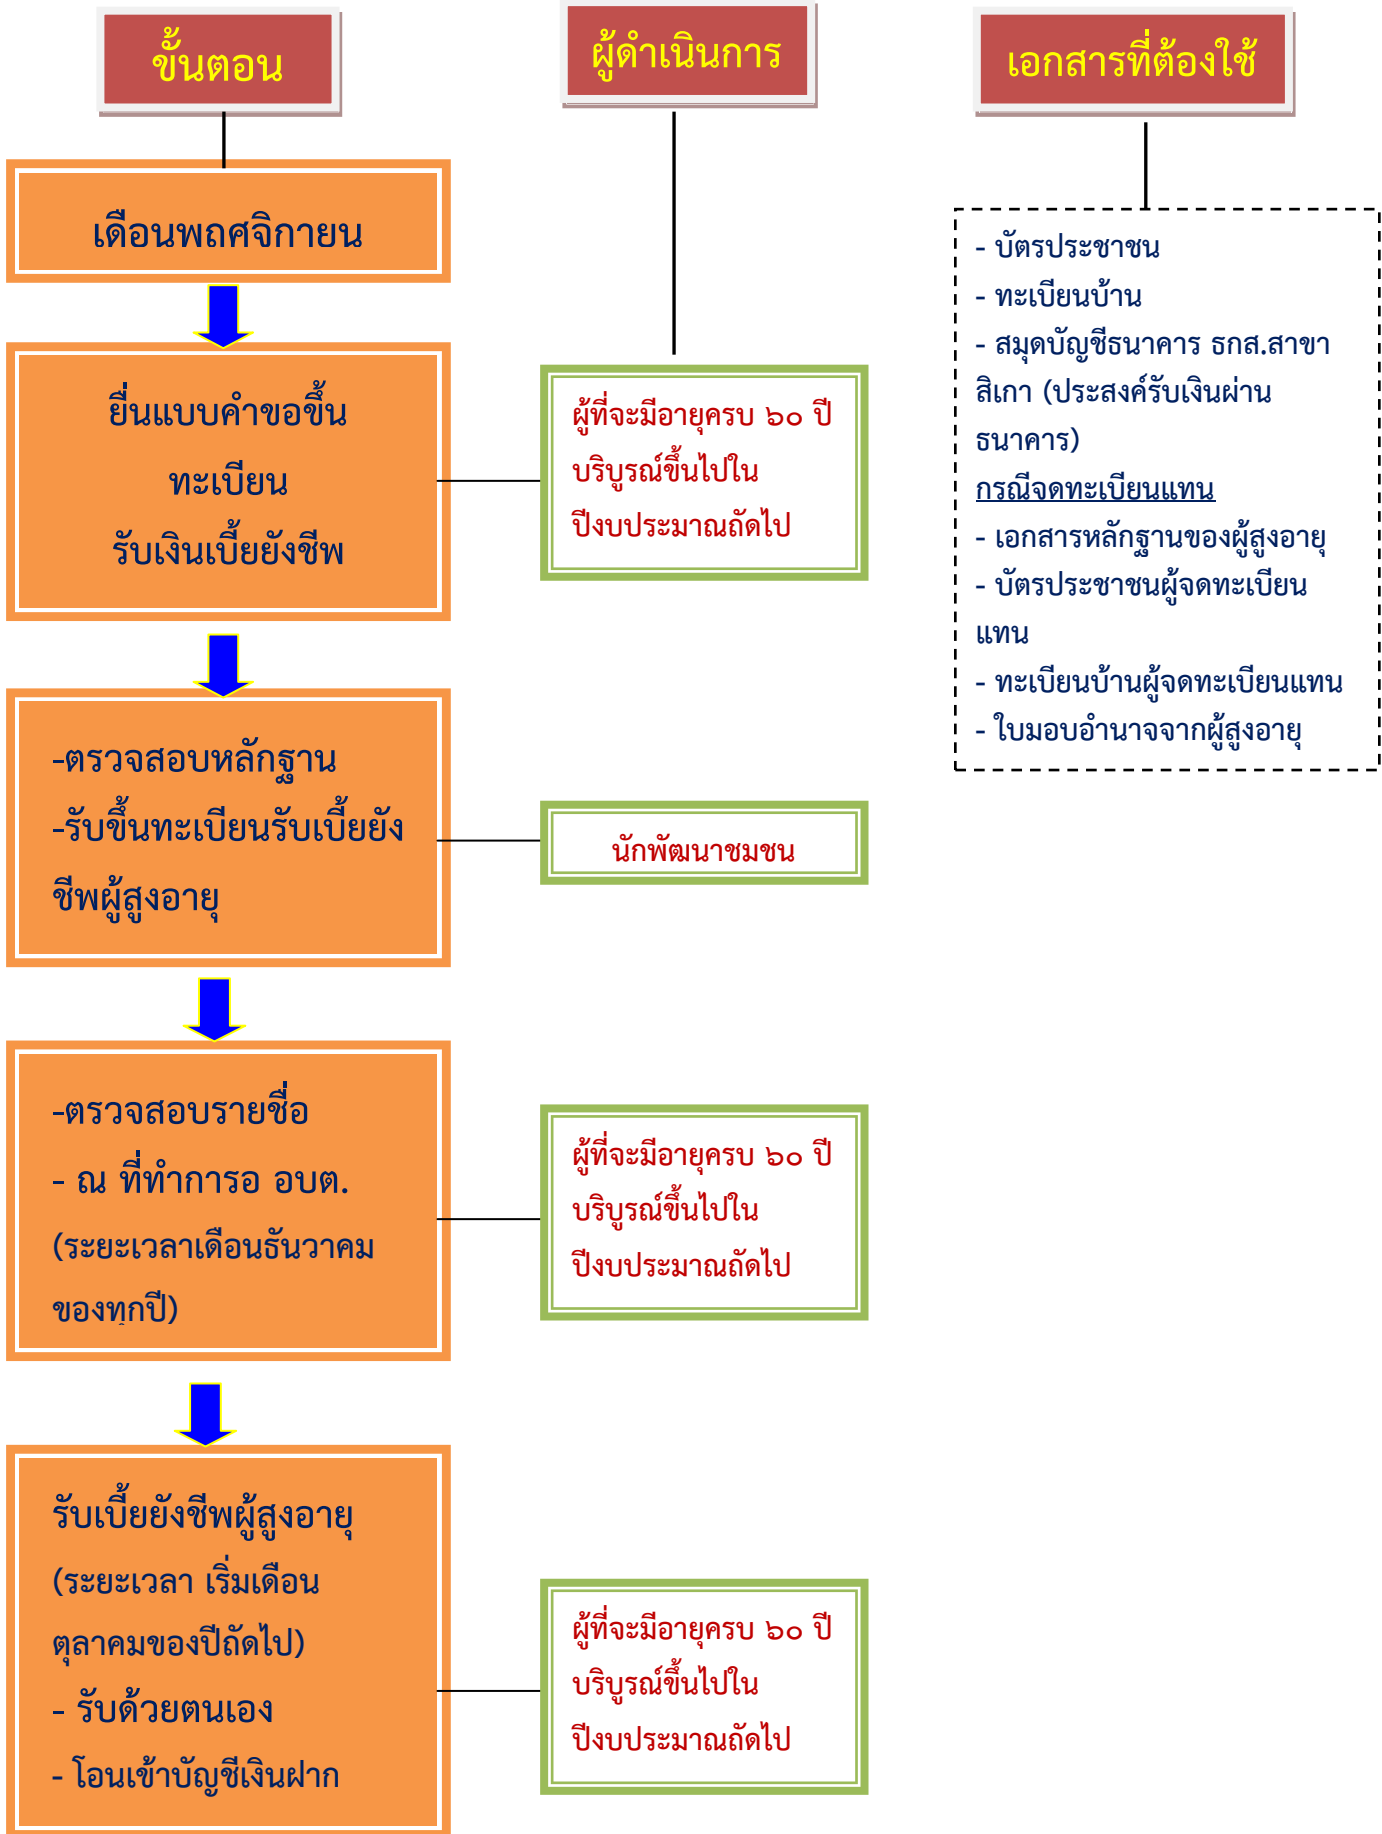 ขั้นตอน
ผู้ดำเนินการ
เอกสารที่ต้องใช้
เดือนพฤศจิกายน
ยื่นแบบคำขอขึ้น
ทะเบียน
รับเงินเบี้ยยังชีพ
ผู้ที่จะมีอายุครบ ๖๐ ปี
บริบูรณ์ขึ้นไปใน
ปีงบประมาณถัดไป
- บัตรประชาชน
- ทะเบียนบ้าน
- สมุดบัญชีธนาคาร ธกส.สาขา
สิเกา (ประสงค์รับเงินผ่าน
ธนาคาร)
กรณีจดทะเบียนแทน
- เอกสารหลักฐานของผู้สูงอายุ
- บัตรประชาชนผู้จดทะเบียน
แทน
- ทะเบียนบ้านผู้จดทะเบียนแทน
- ใบมอบอำนาจจากผู้สูงอายุ
-ตรวจสอบหลักฐาน
-รับขึ้นทะเบียนรับเบี้ยยัง
ชีพผู้สูงอายุ
นักพัฒนาชมชน
-ตรวจสอบรายชื่อ
- ณ ที่ทำการอ อบต.
(ระยะเวลาเดือนธันวาคม
ของทุกปี)
ผู้ที่จะมีอายุครบ ๖๐ ปี
บริบูรณ์ขึ้นไปใน
ปีงบประมาณถัดไป
รับเบี้ยยังชีพผู้สูงอายุ
(ระยะเวลา เริ่มเดือน
ตุลาคมของปีถัดไป)
- รับด้วยตนเอง
- โอนเข้าบัญชีเงินฝาก
ผู้ที่จะมีอายุครบ ๖๐ ปี
บริบูรณ์ขึ้นไปใน
ปีงบประมาณถัดไป